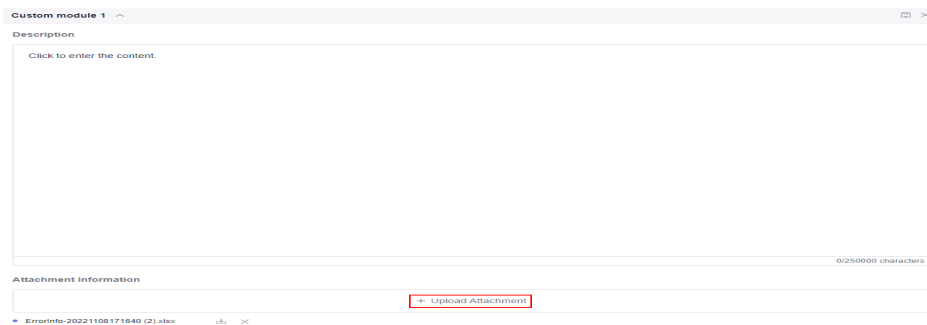 Custom module 1
Description
Click to enter the content.
0/250000 characters
Attachment Information
+ Upload Attachment
ErrorInfo-20221108171640 (2).xlsx